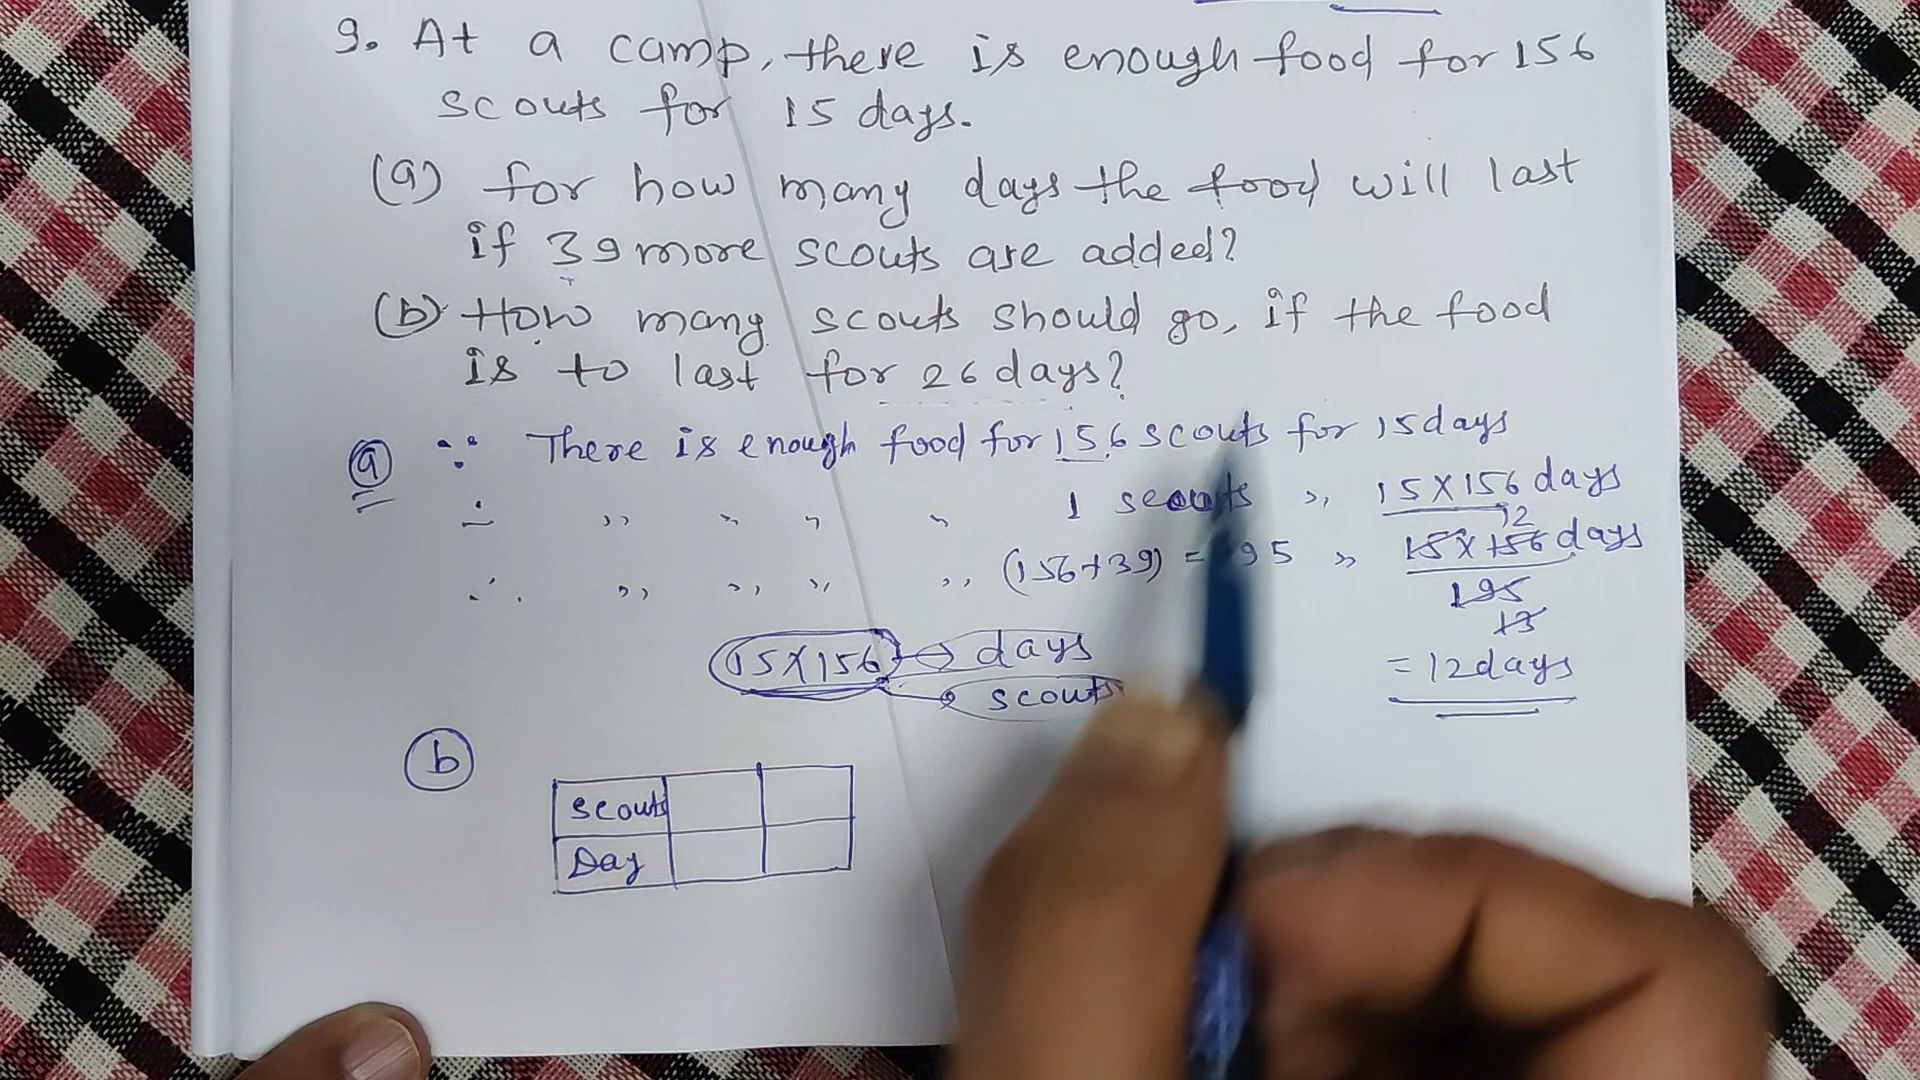 9. At a camp, there is enough food for 156
scouts for 15 days.
(a) for how many days the food will last
if 39 more scouts are added?
(b) How many scouts should go, if the food
is to last for 26 days?
(a) ∵ There is enough food for 156 scouts for 15 days
∴ ,, ,, ,, ,, 1 scouts ,, 15 X 156 days
∴ ,, ,, ,, ,, (156+39) = 95 ,, 15 X 156 days
12
195
13
= 12 days
15 X 156 → days
→ scouts
(b)
Scouts
Day